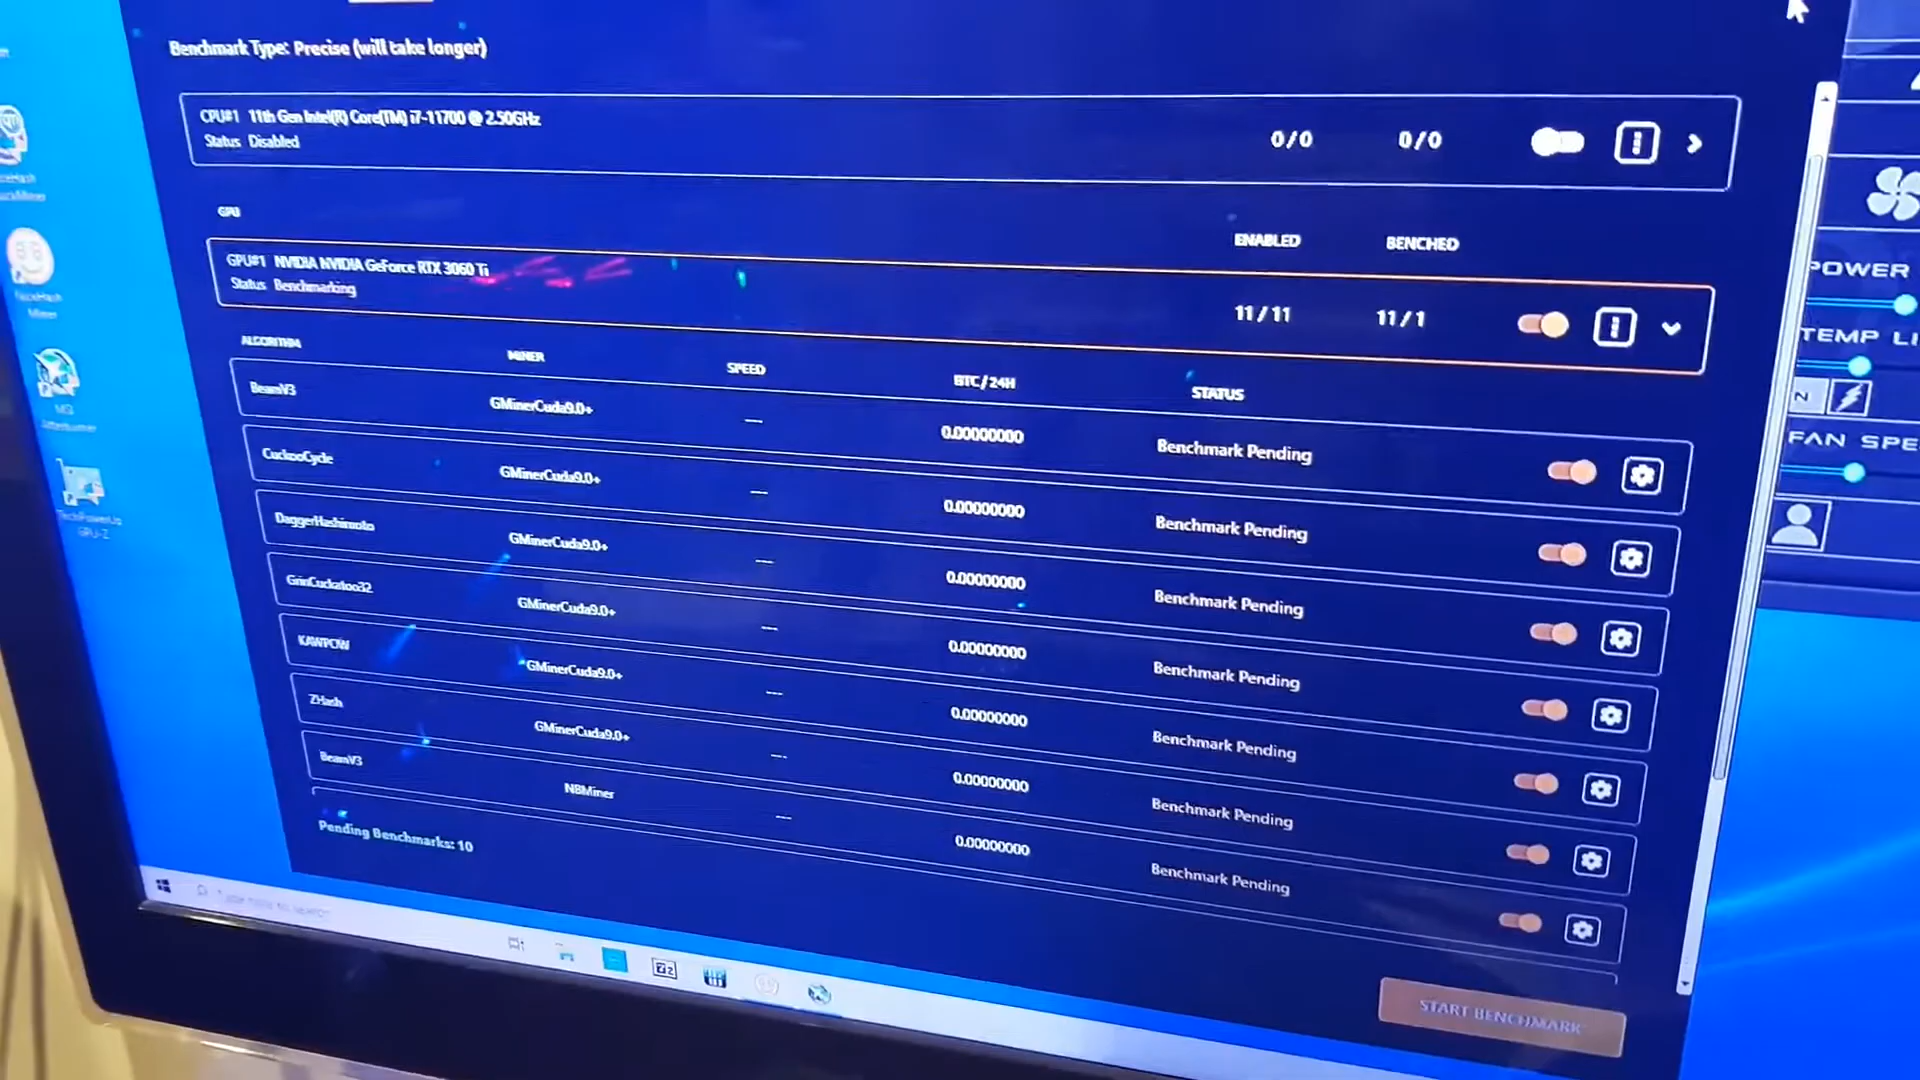 Benchmark Type: Precise (will take longer)
CPU#1 11th Gen Intel(R) Core(TM) i7-11700 @ 2.50GHz
Status Disabled
0/0 0/0
GPU
ENABLED BENCHED
GPU#1 NVIDIA NVIDIA GeForce RTX 3060 Ti
Status Benchmarking
11/11 11/1
ALGORITHM MINER SPEED BTC/24H STATUS
BeamV3 GMinerCuda9.0+ --- 0.00000000 Benchmark Pending
CuckooCycle GMinerCuda9.0+ --- 0.00000000 Benchmark Pending
DaggerHashimoto GMinerCuda9.0+ --- 0.00000000 Benchmark Pending
GrinCuckatoo32 GMinerCuda9.0+ --- 0.00000000 Benchmark Pending
KAWPOW GMinerCuda9.0+ --- 0.00000000 Benchmark Pending
ZHash GMinerCuda9.0+ --- 0.00000000 Benchmark Pending
BeamV3 NBMiner --- 0.00000000 Benchmark Pending
Pending Benchmarks: 10
START BENCHMARK
POWER
TEMP LI
FAN SPE
Miner
MSI
TechPowerUp
GPU-Z